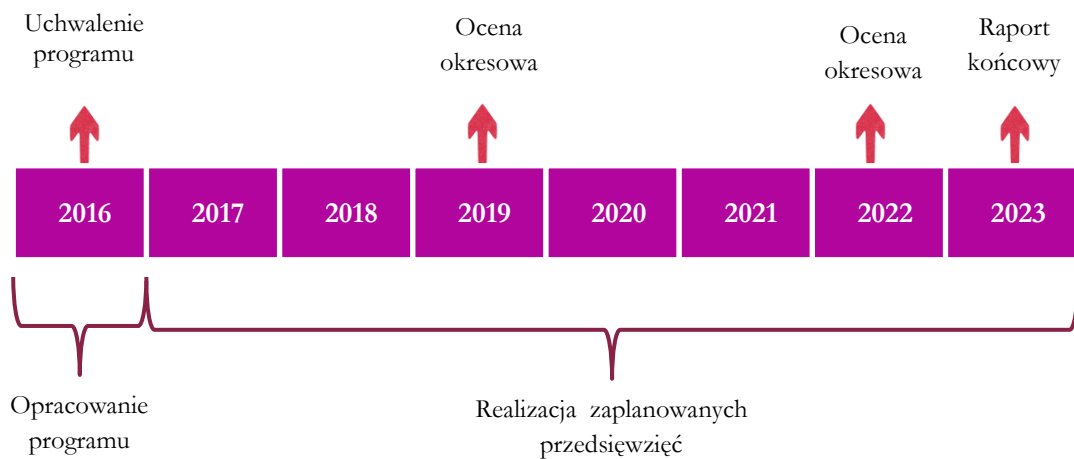 Uchwalenie
programu
Ocena
okresowa
Ocena
okresowa
Raport
końcowy
2016 2017 2018 2019 2020 2021 2022 2023
Opracowanie
programu
Realizacja zaplanowanych
przedsięwzięć